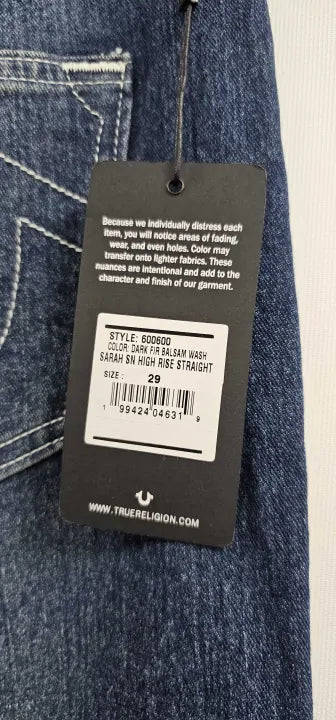 Because we individually distress each
item, you will notice areas of fading,
wear, and even holes. Color may
transfer onto lighter fabrics. These
nuances are intentional and add to the
character and finish of our garment.
STYLE: 600600
COLOR: DARK FIR BALSAM WASH
SARAH SN HIGH RISE STRAIGHT
SIZE: 29
1 99424 04631 9
WWW.TRUERELIGION.COM